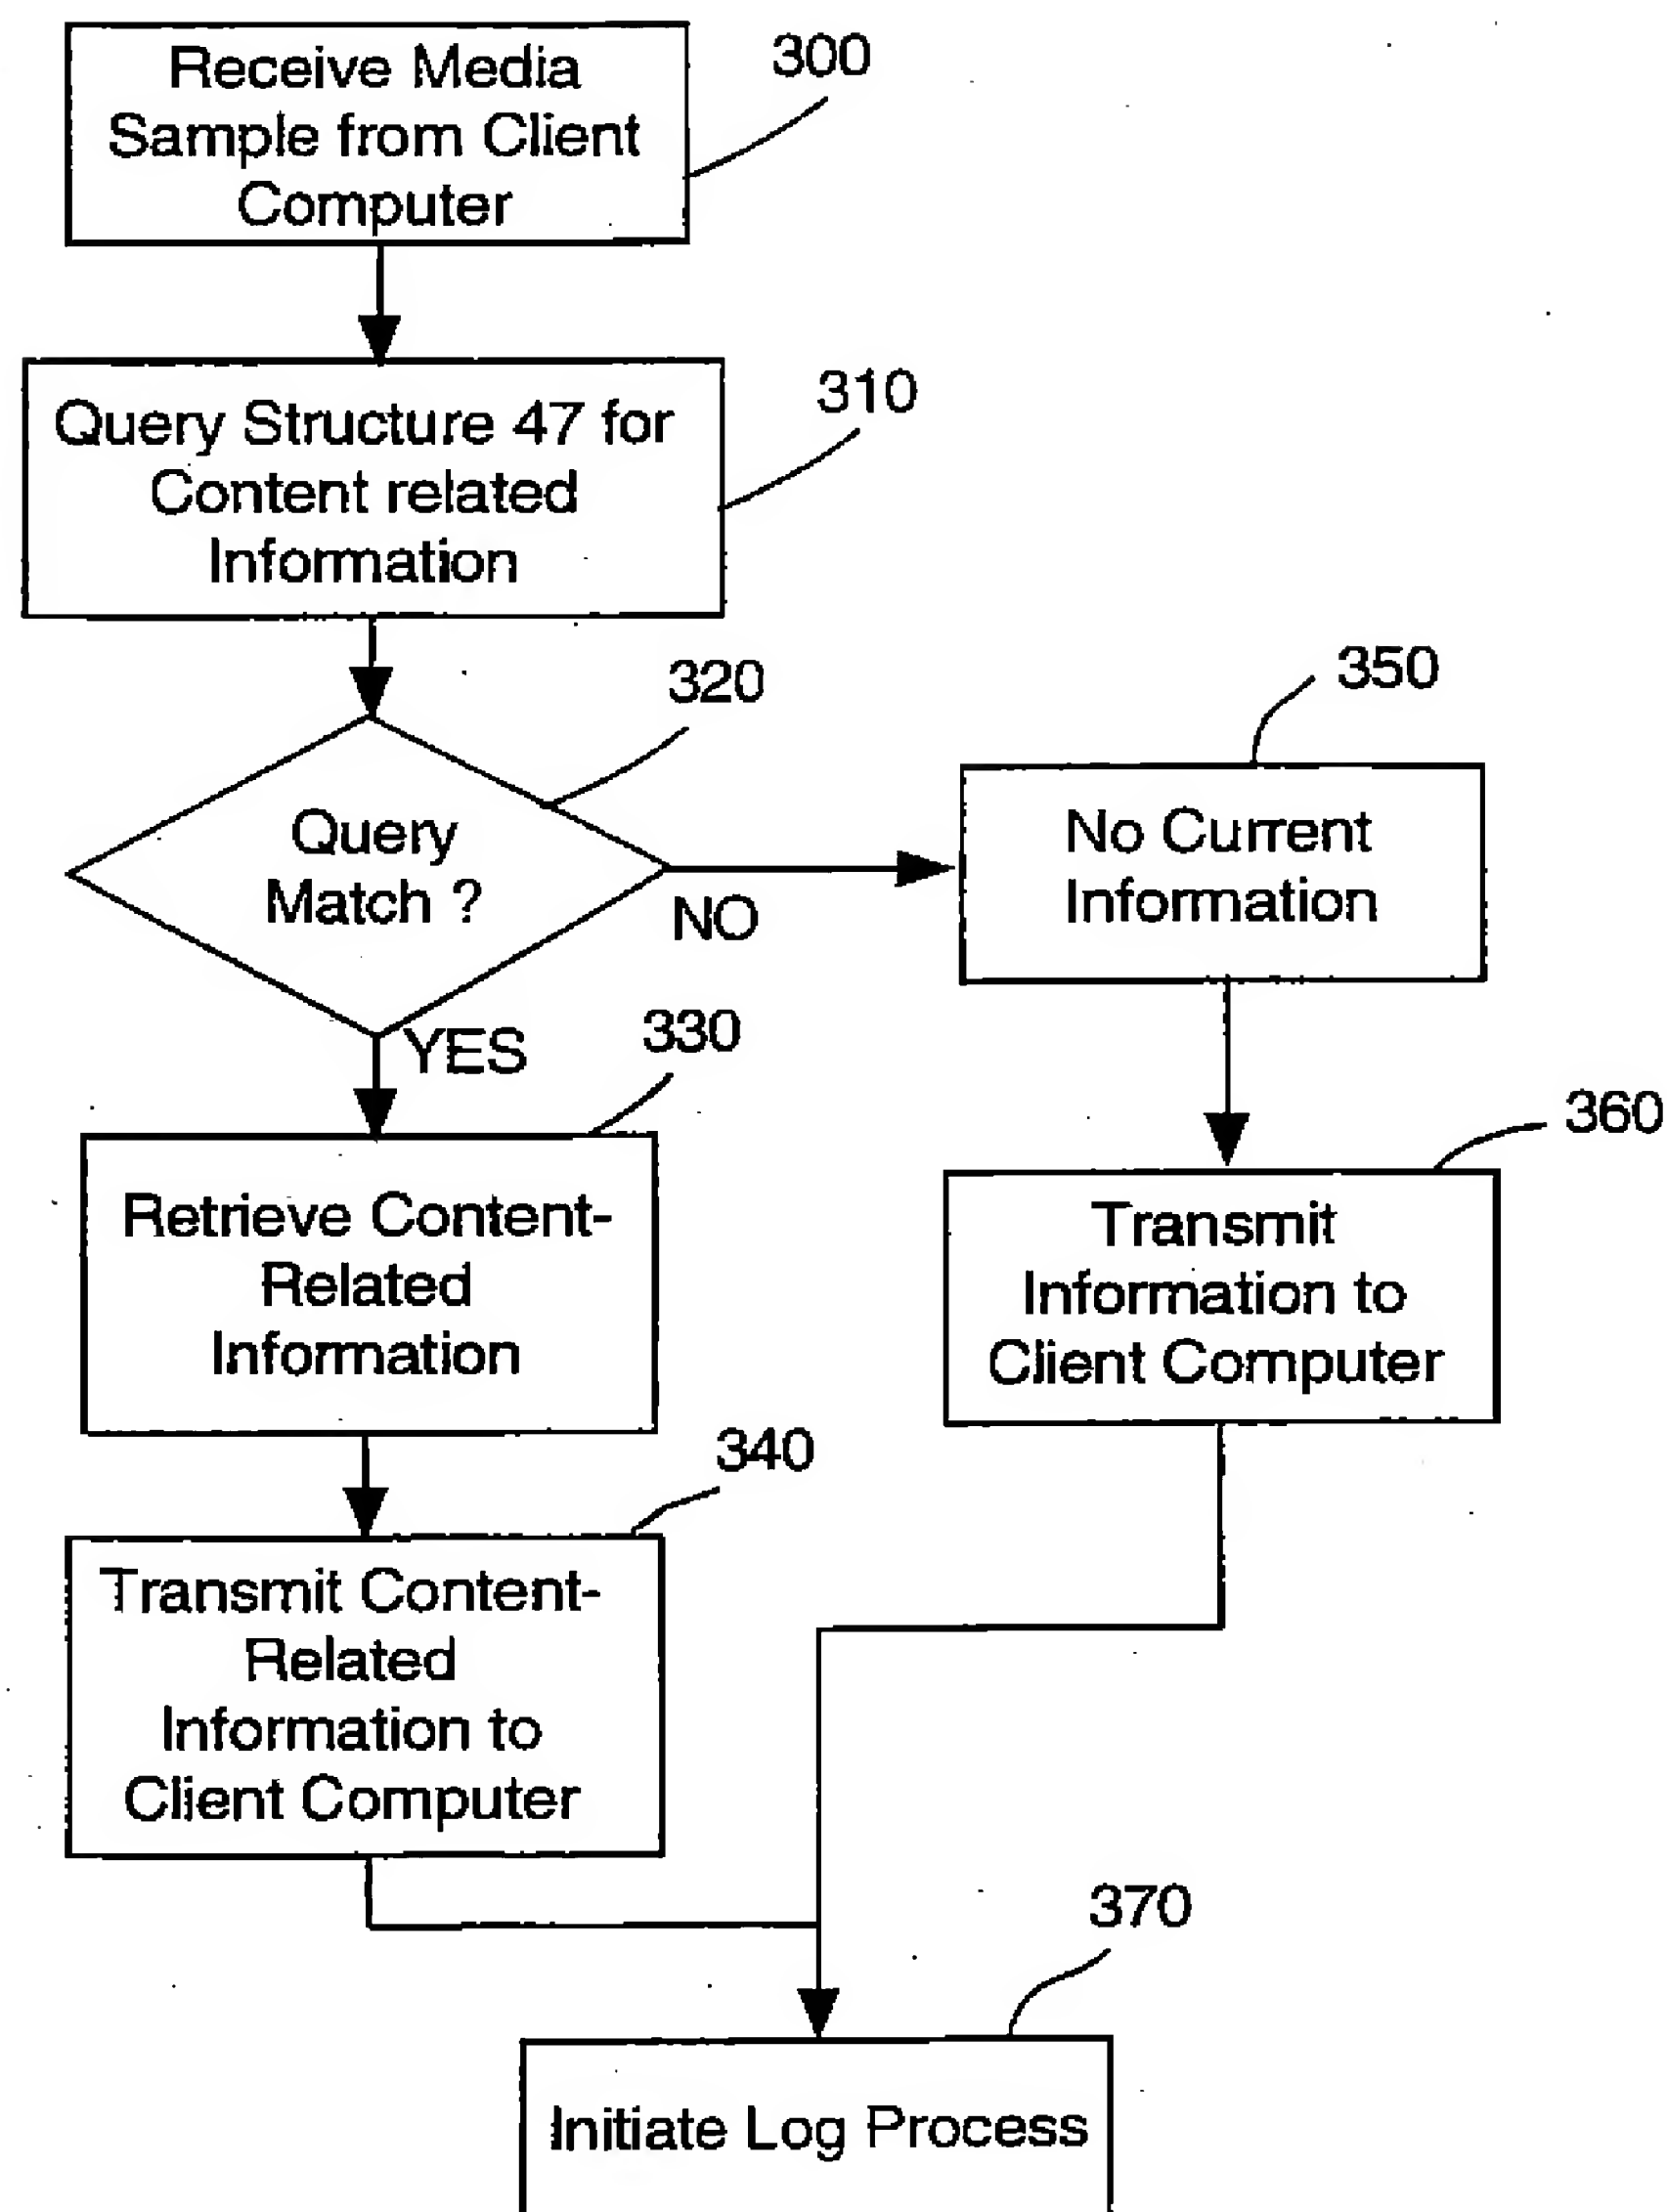 Receive Media
Sample from Client
Computer
300
Query Structure 47 for
Content related
Information
310
Query
Match ?
320
NO
YES
No Current
Information
350
Retrieve Content-
Related
Information
330
Transmit
Information to
Client Computer
360
Transmit Content-
Related
Information to
Client Computer
340
Initiate Log Process
370